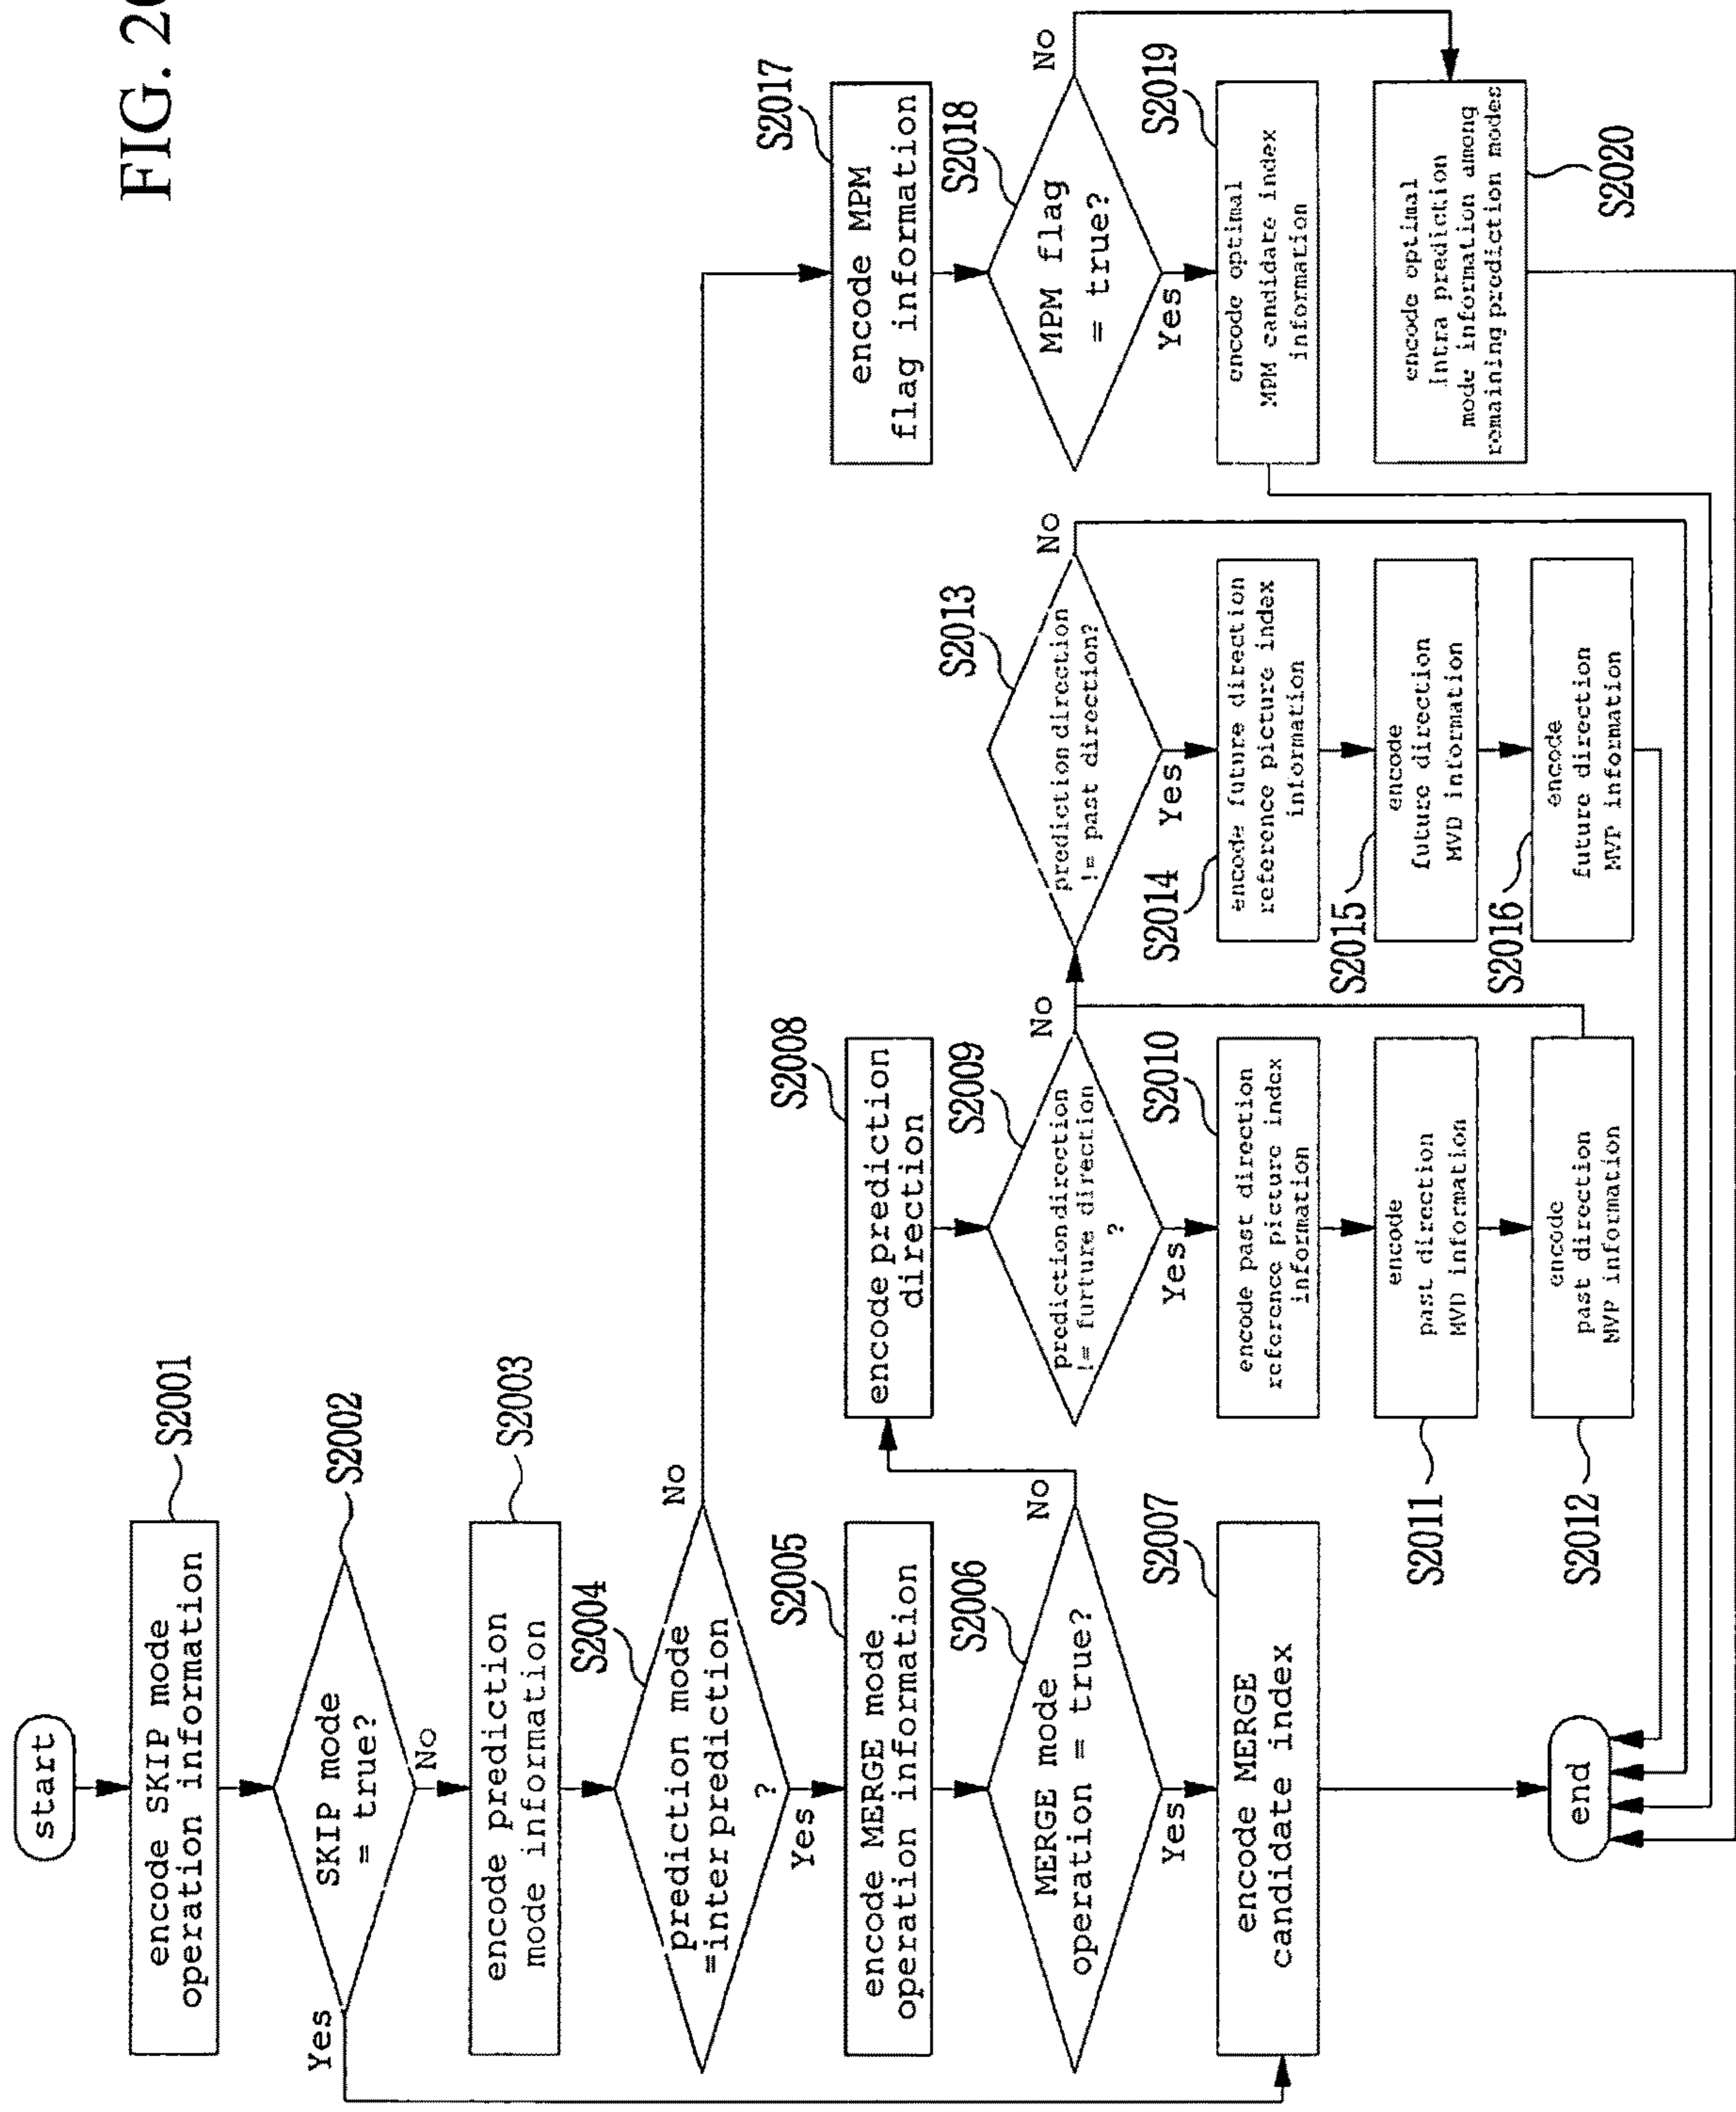 FIG. 20
start
encode SKIP mode
operation information
S2001
SKIP mode
= true?
S2002
Yes
No
encode prediction
mode information
S2003
prediction mode
=inter prediction
?
S2004
No
Yes
encode MERGE mode
operation information
S2005
MERGE mode
operation = true?
S2006
No
Yes
encode MERGE
candidate index
S2007
end
encode prediction
direction
S2008
prediction direction
!= furture direction
?
S2009
No
Yes
encode past direction
reference picture index
information
S2010
encode
past direction
MVD information
S2011
encode
past direction
MVP information
S2012
prediction direction
!= past direction?
S2013
No
Yes
encode future direction
reference picture index
information
S2014
encode
future direction
MVD information
S2015
encode
future direction
MVP information
S2016
encode MPM
flag information
S2017
MPM flag
= true?
S2018
No
Yes
encode optimal
MPM candidate index
information
S2019
encode optimal
Intra prediction
mode information among
remaining prediction modes
S2020